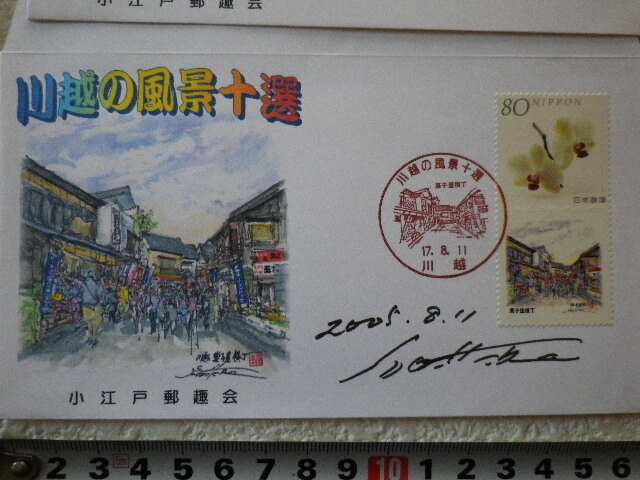 小江戸郵趣会
川越の風景十選
小江戸郵趣会
川越の風景十選
菓子屋横丁
17.8.11
川越
80 NIPPON
日本郵便
菓子屋横丁
2005.8.11
2 3 4 5 6 7 8 9 10 1 2 3 4 5 6